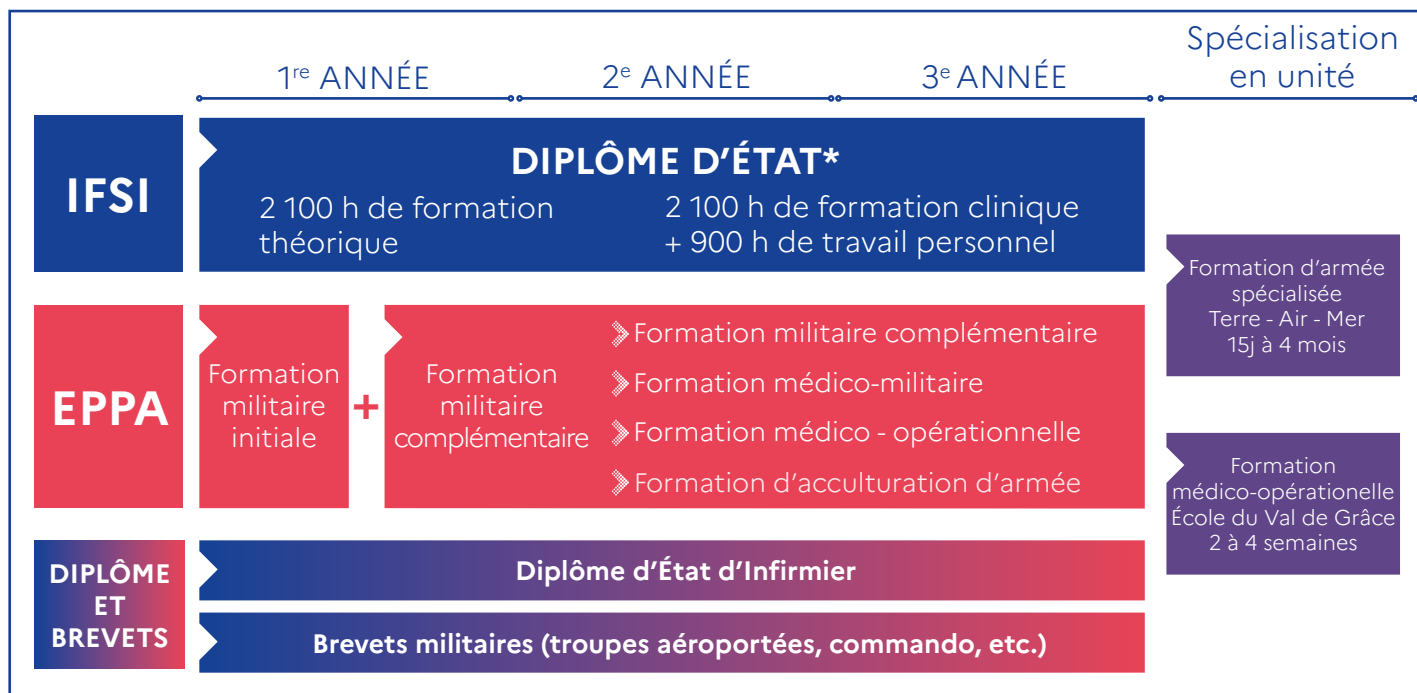 1re ANNÉE
2e ANNÉE
3e ANNÉE
Spécialisation
en unité
IFSI
DIPLÔME D'ÉTAT*
2 100 h de formation
théorique
2 100 h de formation clinique
+ 900 h de travail personnel
EPPA
Formation
militaire
initiale
+
Formation
militaire
complémentaire
Formation militaire complémentaire
Formation médico-militaire
Formation médico - opérationnelle
Formation d'acculturation d'armée
Formation d'armée
spécialisée
Terre - Air - Mer
15j à 4 mois
Formation
médico-opérationelle
École du Val de Grâce
2 à 4 semaines
DIPLÔME
ET
BREVETS
Diplôme d'État d'Infirmier
Brevets militaires (troupes aéroportées, commando, etc.)